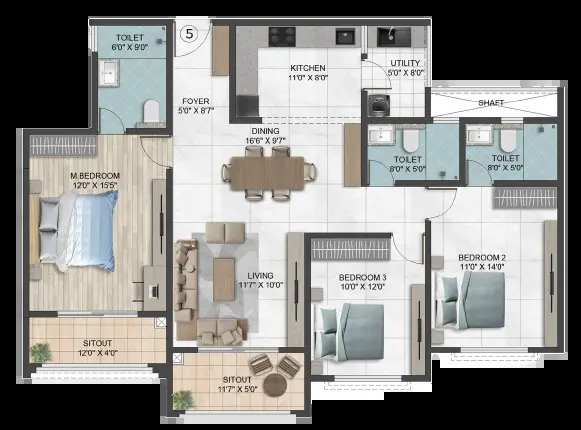 TOILET
6'0" X 9'0"
5
KITCHEN
11'0" X 8'0"
UTILITY
5'0" X 8'0"
FOYER
5'0" X 8'7"
SHAFT
DINING
16'6" X 9'7"
TOILET
8'0" X 5'0"
TOILET
8'0" X 5'0"
M.BEDROOM
12'0" X 15'5"
LIVING
11'7" X 10'0"
BEDROOM 3
10'0" X 12'0"
BEDROOM 2
11'0" X 14'0"
SITOUT
12'0" X 4'0"
SITOUT
11'7" X 5'0"